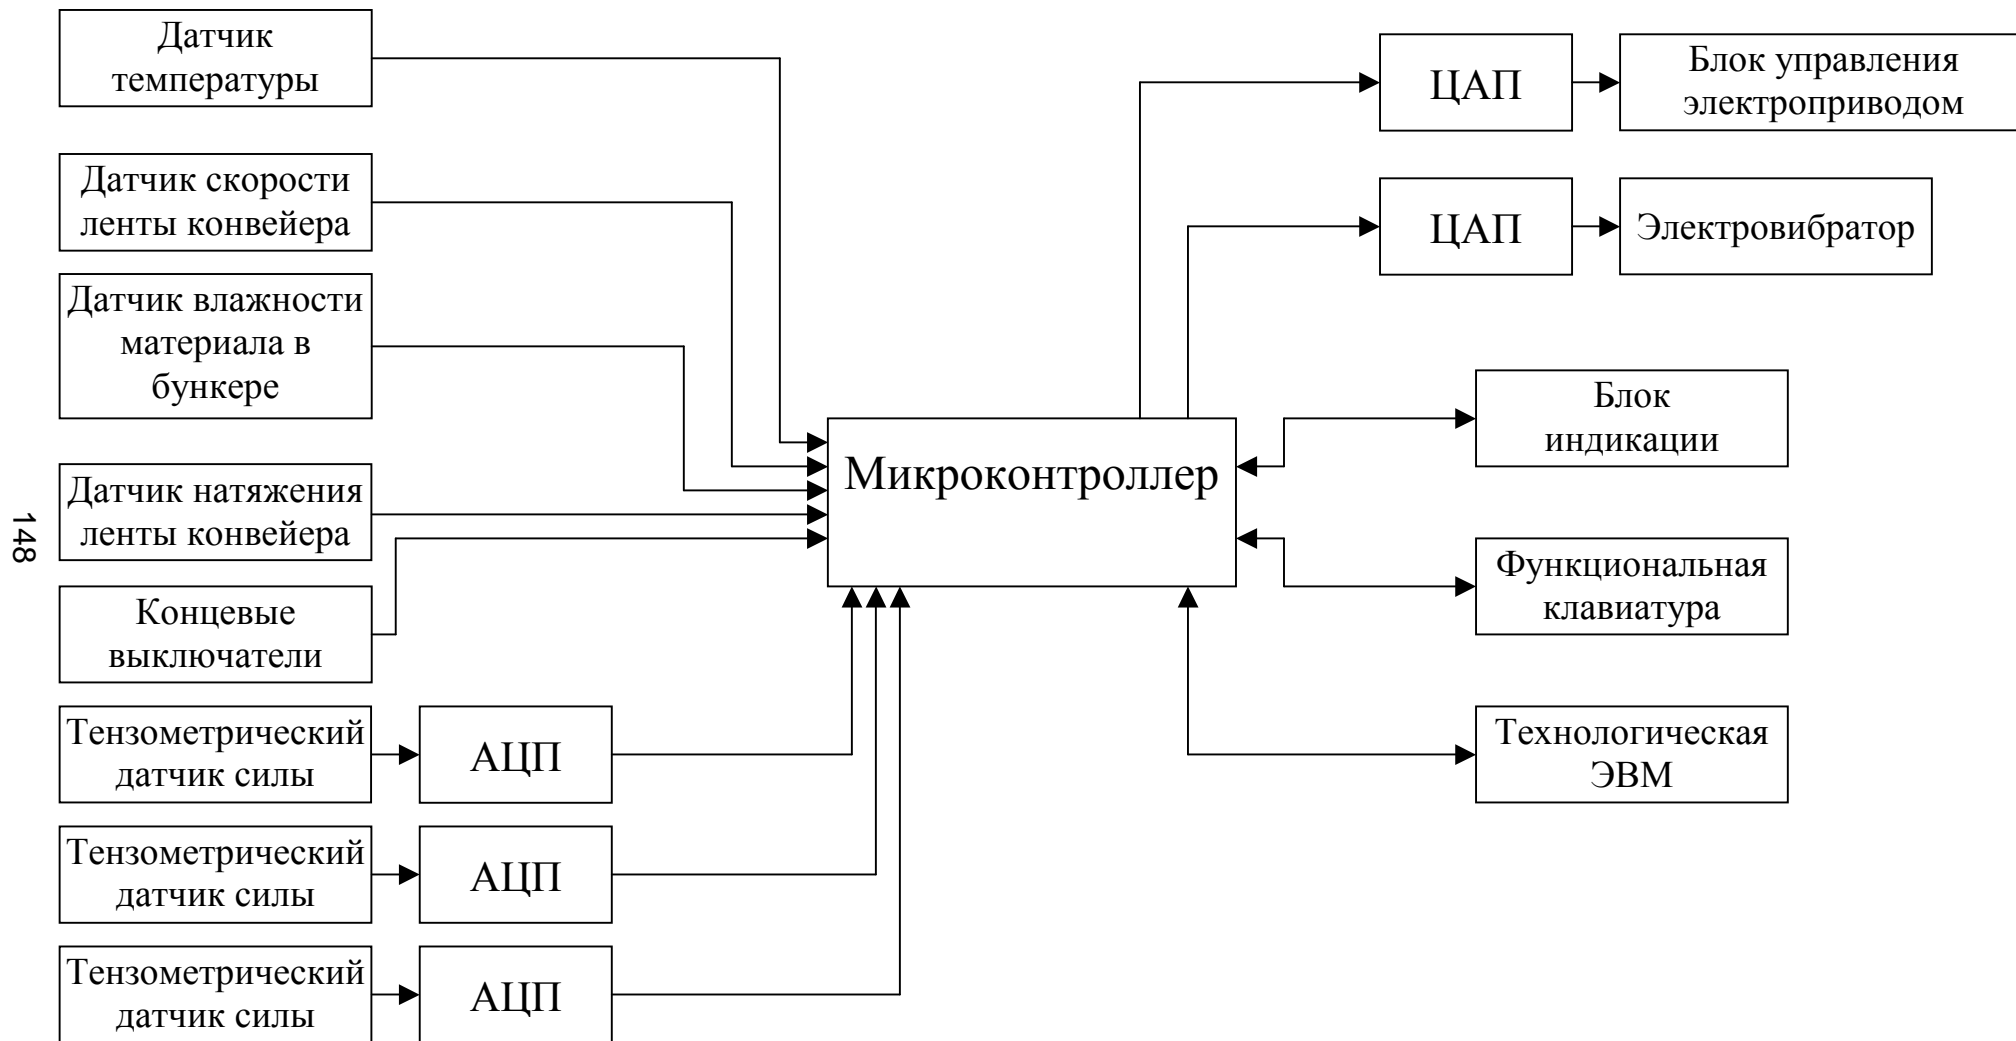 Датчик
температуры
Датчик скорости
ленты конвейера
Датчик влажности
материала в
бункере
Датчик натяжения
ленты конвейера
Концевые
выключатели
Тензометрический
датчик силы
АЦП
Тензометрический
датчик силы
АЦП
Тензометрический
датчик силы
АЦП
Микроконтроллер
ЦАП
Блок управления
электроприводом
ЦАП
Электровибратор
Блок
индикации
Функциональная
клавиатура
Технологическая
ЭВМ
148